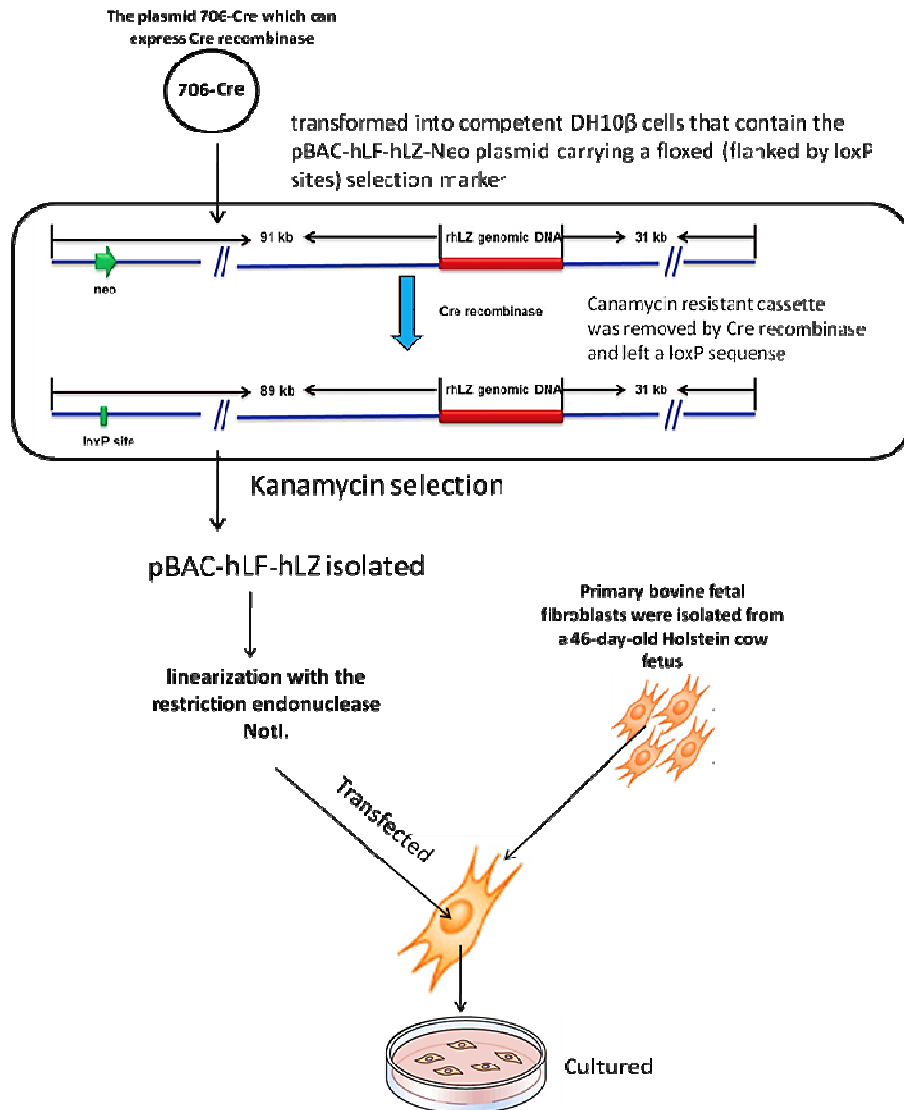 The plasmid 706-Cre which can
express Cre recombinase
706-Cre
transformed into competent DH10β cells that contain the
pBAC-hLF-hLZ-Neo plasmid carrying a floxed (flanked by loxP
sites) selection marker
91 kb
rhLZ genomic DNA
31 kb
neo
Cre recombinase
Canamycin resistant cassette
was removed by Cre recombinase
and left a loxP sequense
89 kb
rhLZ genomic DNA
31 kb
loxP site
Kanamycin selection
pBAC-hLF-hLZ isolated
Primary bovine fetal
fibroblasts were isolated from
a 46-day-old Holstein cow
fetus
linearization with the
restriction endonuclease
NotI.
Transfected
Cultured